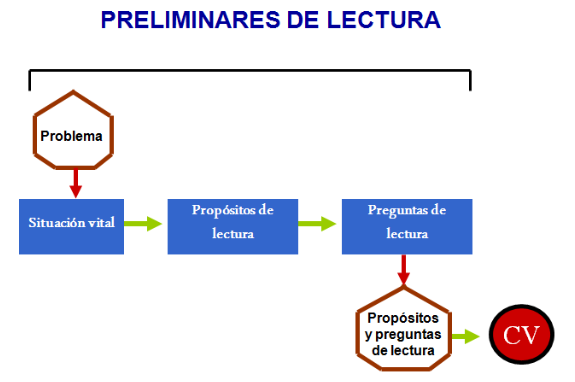 PRELIMINARES DE LECTURA
Problema
Situación vital
Propósitos de
lectura
Preguntas de
lectura
Propósitos
y preguntas
de lectura
CV